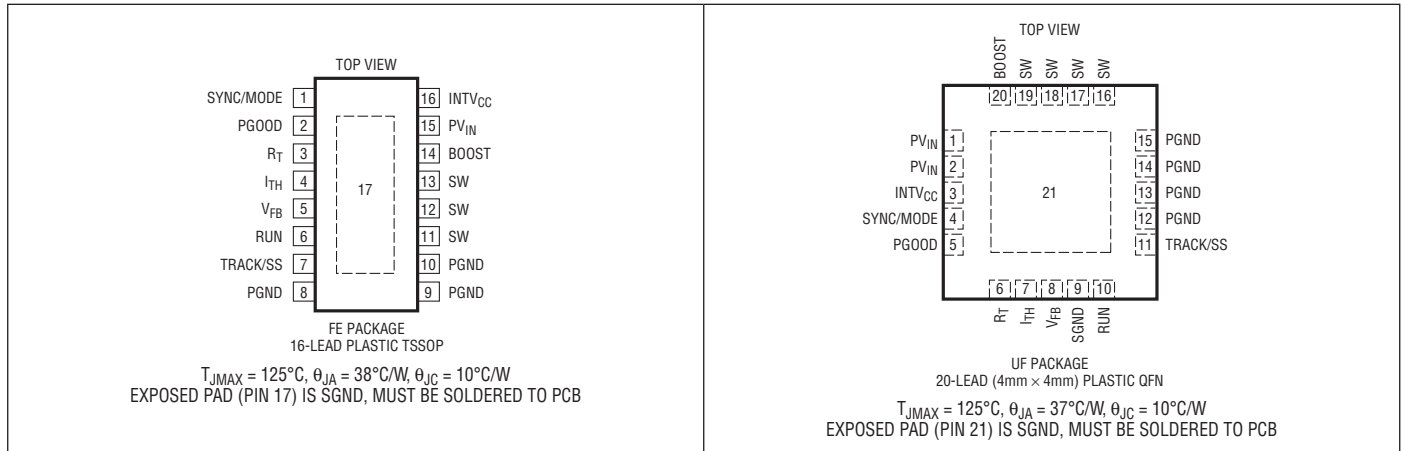 TOP VIEW
SYNC/MODE 1
PGOOD 2
RT 3
ITH 4
VFB 5
RUN 6
TRACK/SS 7
PGND 8
17
16 INTVCC
15 PVIN
14 BOOST
13 SW
12 SW
11 SW
10 PGND
9 PGND
FE PACKAGE
16-LEAD PLASTIC TSSOP
TJMAX = 125°C, θJA = 38°C/W, θJC = 10°C/W
EXPOSED PAD (PIN 17) IS SGND, MUST BE SOLDERED TO PCB
TOP VIEW
BOOST SW SW SW SW
20 19 18 17 16
PVIN 1
PVIN 2
INTVCC 3
SYNC/MODE 4
PGOOD 5
21
15 PGND
14 PGND
13 PGND
12 PGND
11 TRACK/SS
6 7 8 9 10
RT ITH VFB SGND RUN
UF PACKAGE
20-LEAD (4mm × 4mm) PLASTIC QFN
TJMAX = 125°C, θJA = 37°C/W, θJC = 10°C/W
EXPOSED PAD (PIN 21) IS SGND, MUST BE SOLDERED TO PCB